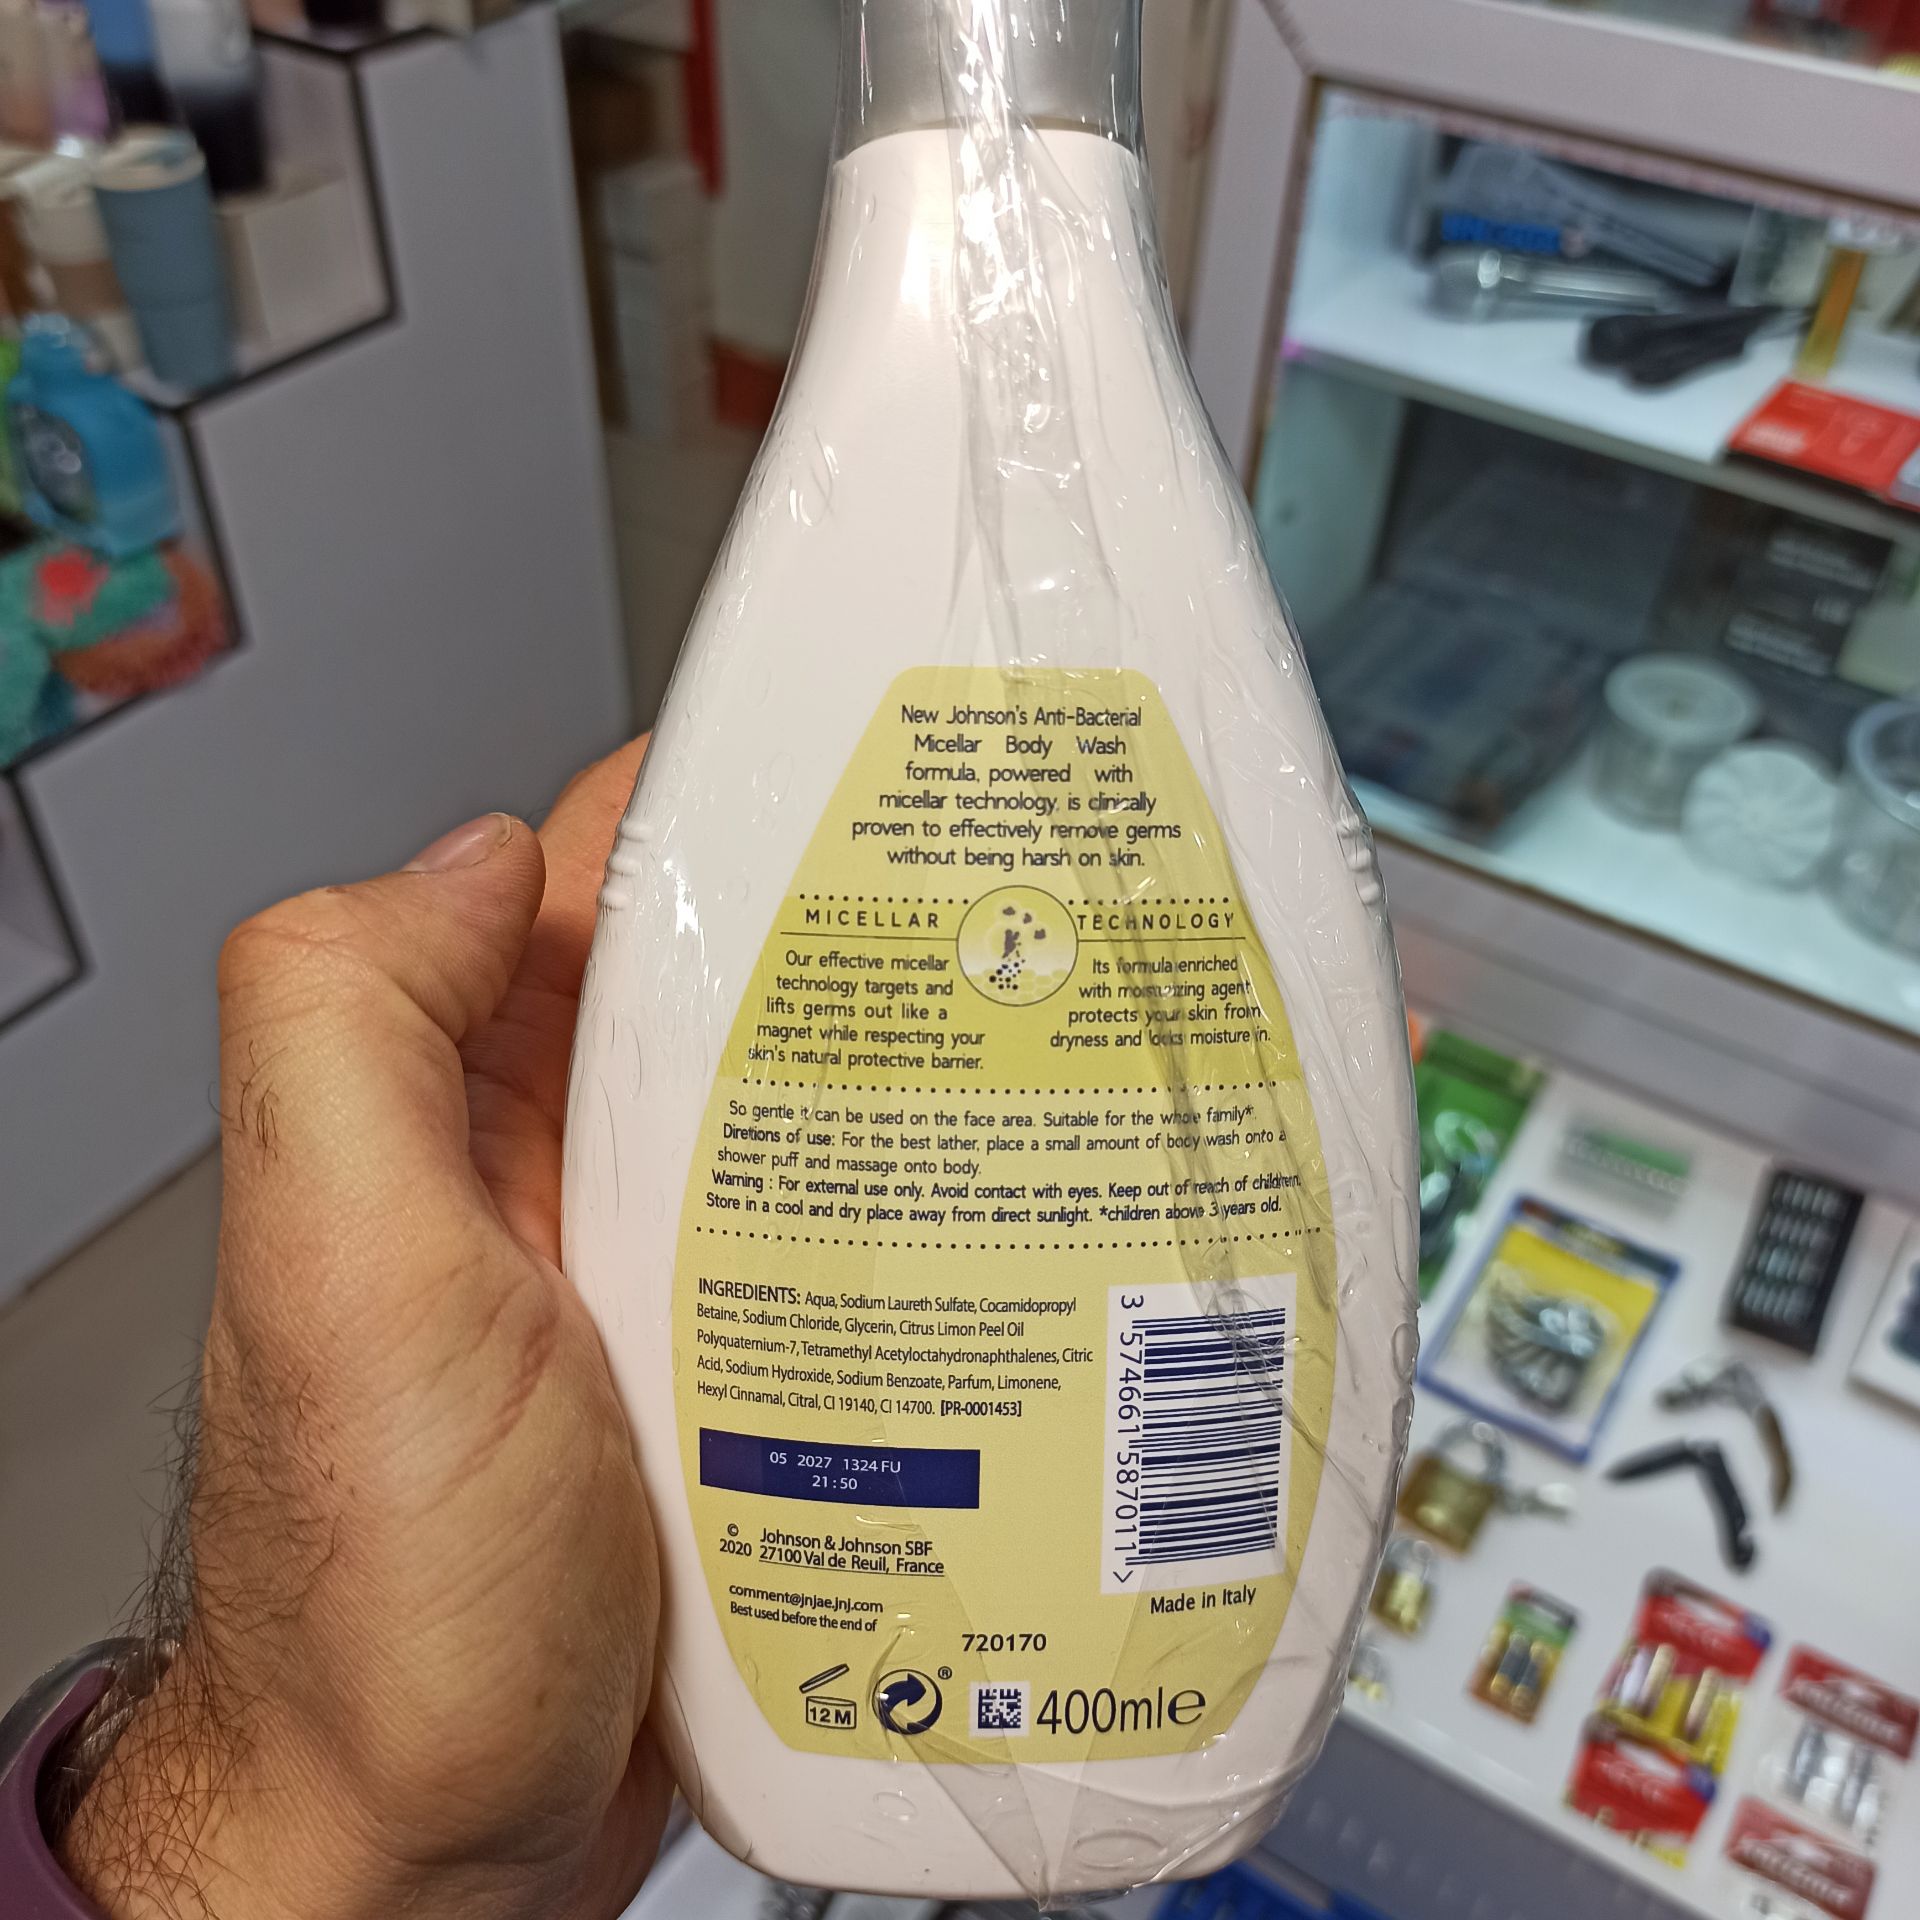 New Johnson's Anti-Bacterial
Micellar Body Wash
formula, powered with
micellar technology, is clinically
proven to effectively remove germs
without being harsh on skin.
MICELLAR TECHNOLOGY
Our effective micellar
technology targets and
lifts germs out like a
magnet while respecting your
skin's natural protective barrier.
Its formula enriched
with moisturizing agent
protects your skin from
dryness and locks moisture in.
So gentle it can be used on the face area. Suitable for the whole family*.
Diretions of use: For the best lather, place a small amount of body wash onto a
shower puff and massage onto body.
Warning : For external use only. Avoid contact with eyes. Keep out of reach of children.
Store in a cool and dry place away from direct sunlight. *children above 3 years old.
INGREDIENTS: Aqua, Sodium Laureth Sulfate, Cocamidopropyl
Betaine, Sodium Chloride, Glycerin, Citrus Limon Peel Oil
Polyquaternium-7, Tetramethyl Acetyloctahydronaphthalenes, Citric
Acid, Sodium Hydroxide, Sodium Benzoate, Parfum, Limonene,
Hexyl Cinnamal, Citral, CI 19140, CI 14700. [PR-0001453]
3 574661 587011 >
05 2027 1324 FU
21:50
© 2020
Johnson & Johnson SBF
27100 Val de Reuil, France
comment@jnjae.jnj.com
Best used before the end of
Made in Italy
720170
12 M
®
400ml e